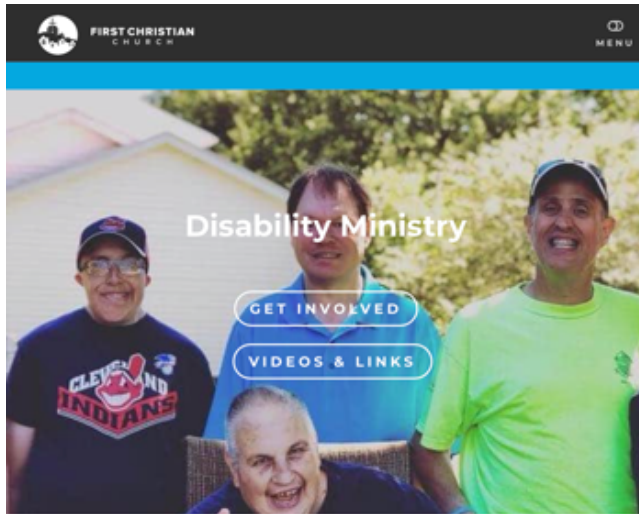 FIRST CHRISTIAN
CHURCH
MENU
Disability Ministry
GET INVOLVED
VIDEOS & LINKS
CLEVELAND
INDIANS